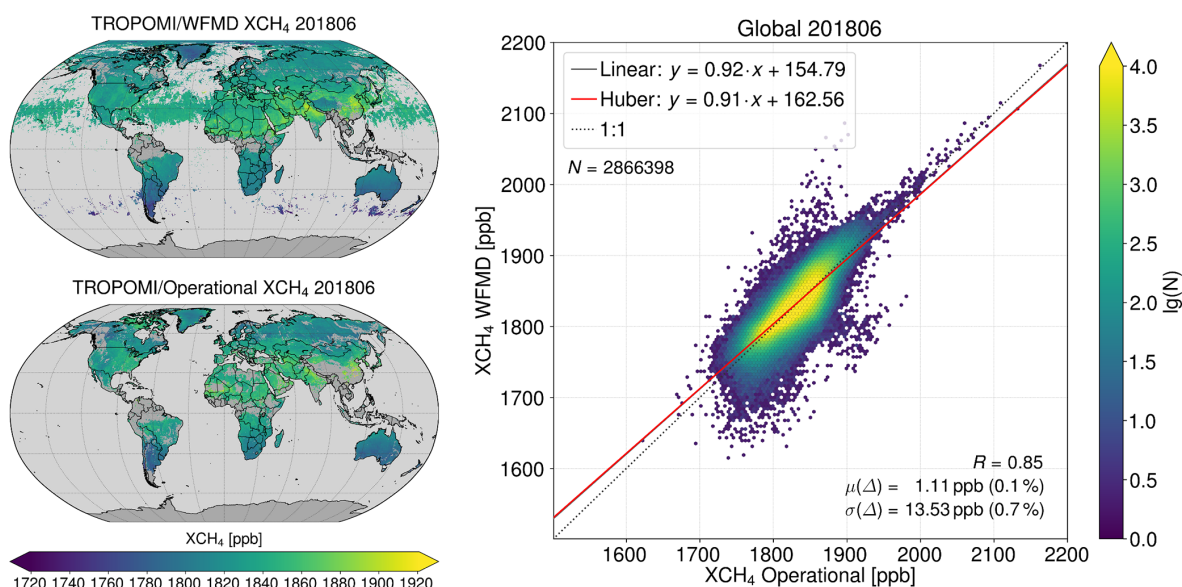 TROPOMI/WFMD XCH₄ 201806
TROPOMI/Operational XCH₄ 201806
XCH₄ [ppb]
1720 1740 1760 1780 1800 1820 1840 1860 1880 1900 1920
Global 201806
2200
2100
2000
1900
1800
1700
1600
XCH₄ WFMD [ppb]
Linear: y = 0.92· x + 154.79
Huber: y = 0.91· x + 162.56
1:1
N = 2866398
R = 0.85
μ(Δ) = 1.11 ppb (0.1 %)
σ(Δ) = 13.53 ppb (0.7 %)
1600 1700 1800 1900 2000 2100 2200
XCH₄ Operational [ppb]
4.0
3.5
3.0
2.5
2.0
1.5
1.0
0.5
0.0
lg(N)